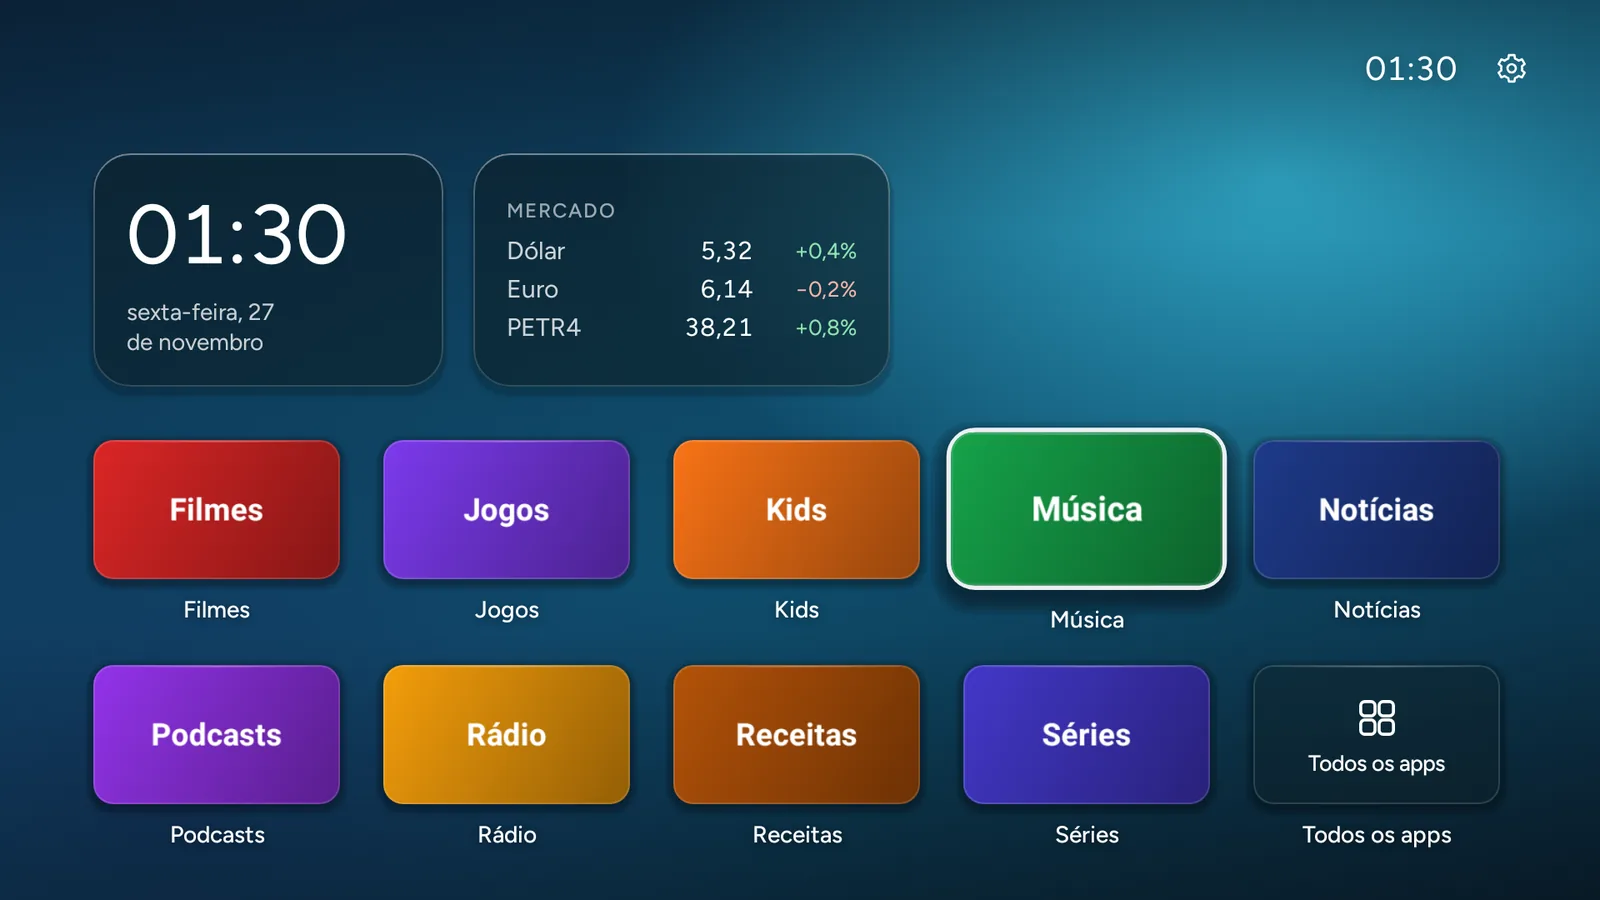 01:30
01:30
sexta-feira, 27
de novembro
MERCADO
Dólar 5,32 +0,4%
Euro 6,14 −0,2%
PETR4 38,21 +0,8%
Filmes
Jogos
Kids
Música
Notícias
Filmes
Jogos
Kids
Música
Notícias
Podcasts
Rádio
Receitas
Séries
Todos os apps
Podcasts
Rádio
Receitas
Séries
Todos os apps